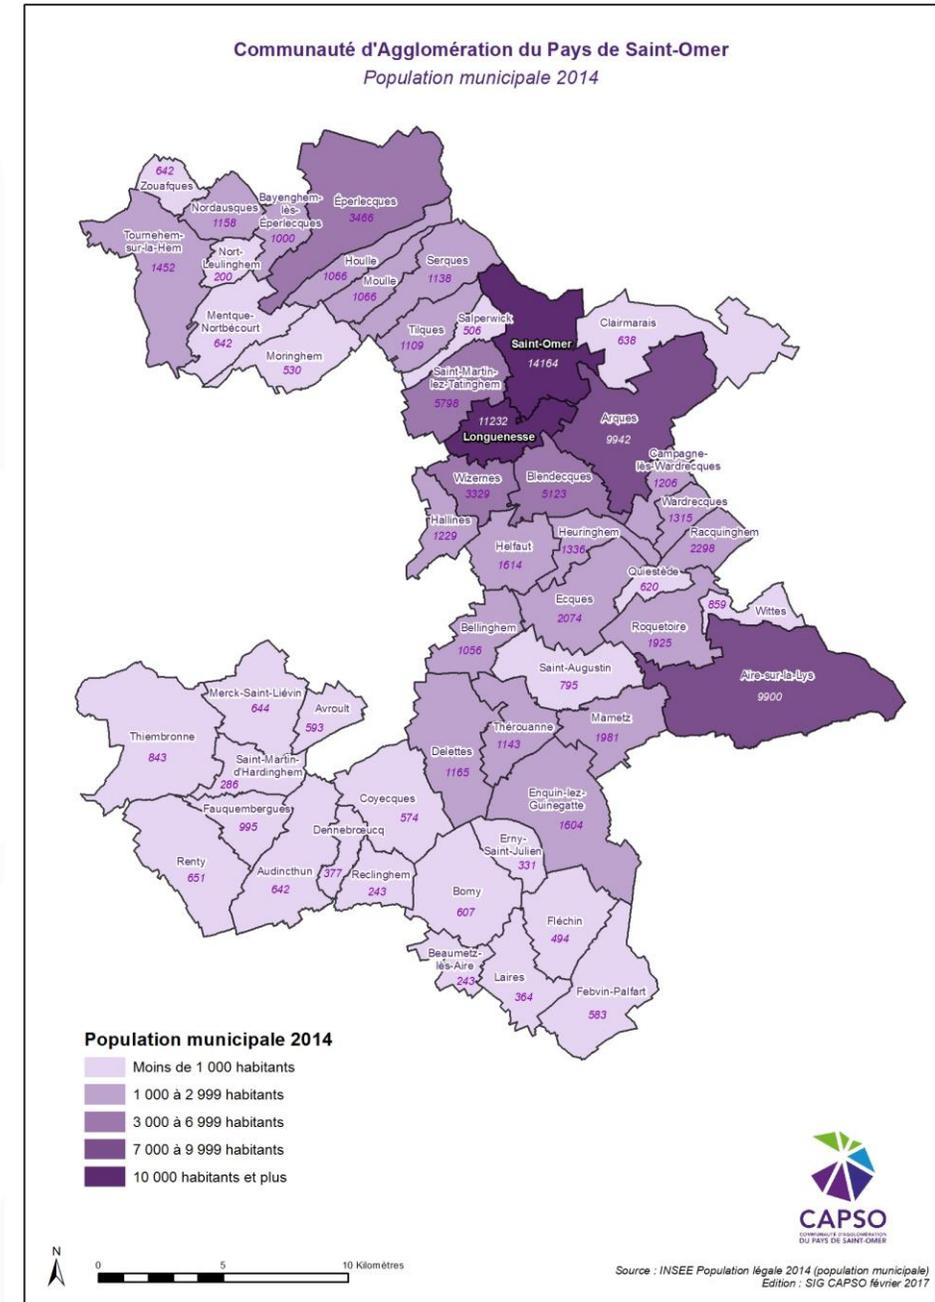 Communauté d'Agglomération du Pays de Saint-Omer
Population municipale 2014
642
Zouafques
Nordausques
1158
Bayenghem-
lès-
Éperlecques
1000
Éperlecques
3466
Tournehem-
sur-la-Hem
1452
Nort-
Leulinghem
200
Houlle
1066
Moulle
1066
Serques
1138
Mentque-
Nortbécourt
642
Moringhem
530
Tilques
1109
Salperwick
506
Saint-Omer
14164
Clairmarais
638
Saint-Martin-
lez-Tatinghem
5798
11232
Longuenesse
Arques
9942
Campagne-
lès-Wardrecques
1206
Wizernes
3329
Blendecques
5123
Wardrecques
1315
Racquinghem
2298
Hallines
1229
Helfaut
1614
Heuringhem
1336
Quiestède
620
Ecques
2074
859
Wittes
Bellinghem
1056
Roquetoire
1925
Saint-Augustin
795
Aire-sur-la-Lys
9900
Merck-Saint-Liévin
644
Avroult
593
Thiembronne
843
Saint-Martin-
d'Hardinghem
286
Delettes
1165
Thérouanne
1143
Mametz
1981
Fauquembergues
995
Coyecques
574
Enquin-lez-
Guinegatte
1604
Dennebrœucq
377
Renty
651
Audincthun
642
Reclinghem
243
Erny-
Saint-Julien
331
Bomy
607
Fléchin
494
Beaumetz-
lès-Aire
243
Laires
364
Febvin-Palfart
583
Population municipale 2014
Moins de 1 000 habitants
1 000 à 2 999 habitants
3 000 à 6 999 habitants
7 000 à 9 999 habitants
10 000 habitants et plus
CAPSO
COMMUNAUTÉ D'AGGLOMÉRATION
DU PAYS DE SAINT-OMER
N
0 5 10 Kilomètres
Source : INSEE Population légale 2014 (population municipale)
Edition : SIG CAPSO février 2017